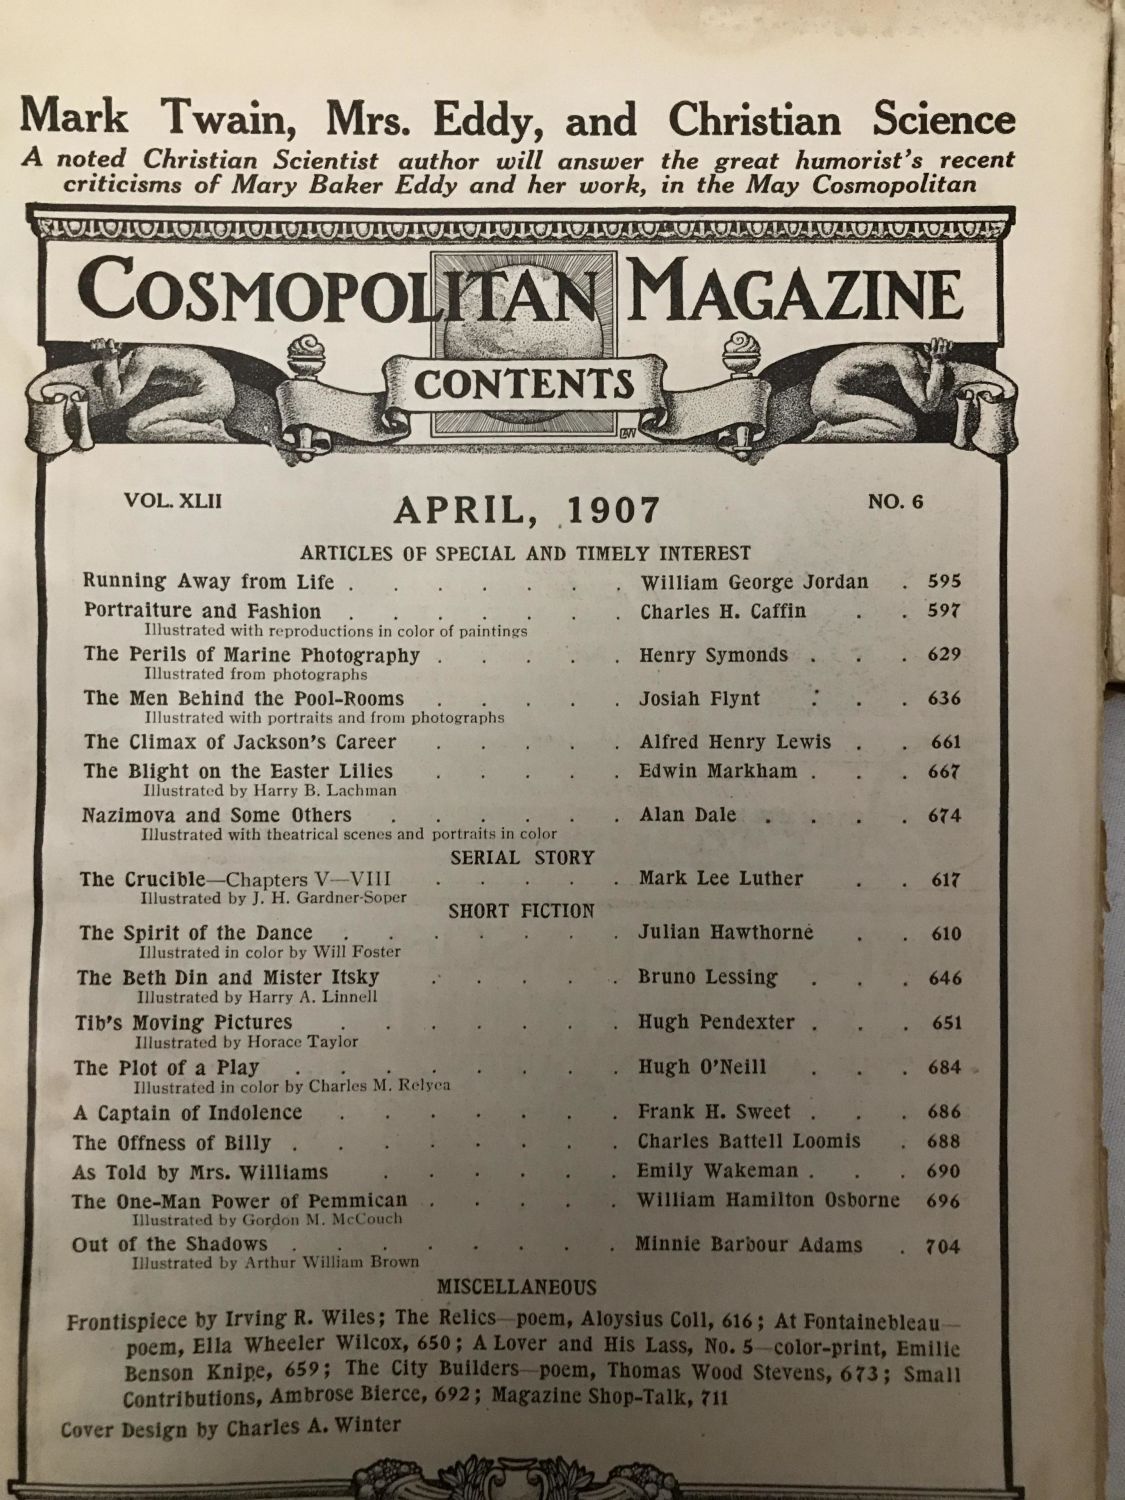 Mark Twain, Mrs. Eddy, and Christian Science
A noted Christian Scientist author will answer the great humorist's recent
criticisms of Mary Baker Eddy and her work, in the May Cosmopolitan
COSMOPOLITAN MAGAZINE
CONTENTS
VOL. XLII APRIL, 1907 NO. 6
ARTICLES OF SPECIAL AND TIMELY INTEREST
Running Away from Life . . . . . . . William George Jordan . 595
Portraiture and Fashion . . . . . . . Charles H. Caffin . . 597
Illustrated with reproductions in color of paintings
The Perils of Marine Photography . . . . . Henry Symonds . . . 629
Illustrated from photographs
The Men Behind the Pool-Rooms . . . . . Josiah Flynt . . . 636
Illustrated with portraits and from photographs
The Climax of Jackson's Career . . . . . Alfred Henry Lewis . . 661
The Blight on the Easter Lilies . . . . . Edwin Markham . . . 667
Illustrated by Harry B. Lachman
Nazimova and Some Others . . . . . . Alan Dale . . . . 674
Illustrated with theatrical scenes and portraits in color
SERIAL STORY
The Crucible—Chapters V—VIII . . . . . Mark Lee Luther . . 617
Illustrated by J. H. Gardner-Soper
SHORT FICTION
The Spirit of the Dance . . . . . . . Julian Hawthorne . . 610
Illustrated in color by Will Foster
The Beth Din and Mister Itsky . . . . . Bruno Lessing . . . 646
Illustrated by Harry A. Linnell
Tib's Moving Pictures . . . . . . . Hugh Pendexter . . . 651
Illustrated by Horace Taylor
The Plot of a Play . . . . . . . . Hugh O'Neill . . . 684
Illustrated in color by Charles M. Relyea
A Captain of Indolence . . . . . . . Frank H. Sweet . . . 686
The Offness of Billy . . . . . . . . Charles Battell Loomis . 688
As Told by Mrs. Williams . . . . . . Emily Wakeman . . . 690
The One-Man Power of Pemmican . . . . . William Hamilton Osborne 696
Illustrated by Gordon M. McCouch
Out of the Shadows . . . . . . . . Minnie Barbour Adams . 704
Illustrated by Arthur William Brown
MISCELLANEOUS
Frontispiece by Irving R. Wiles; The Relics—poem, Aloysius Coll, 616; At Fontainebleau—
poem, Ella Wheeler Wilcox, 650; A Lover and His Lass, No. 5—color-print, Emilie
Benson Knipe, 659; The City Builders—poem, Thomas Wood Stevens, 673; Small
Contributions, Ambrose Bierce, 692; Magazine Shop-Talk, 711
Cover Design by Charles A. Winter